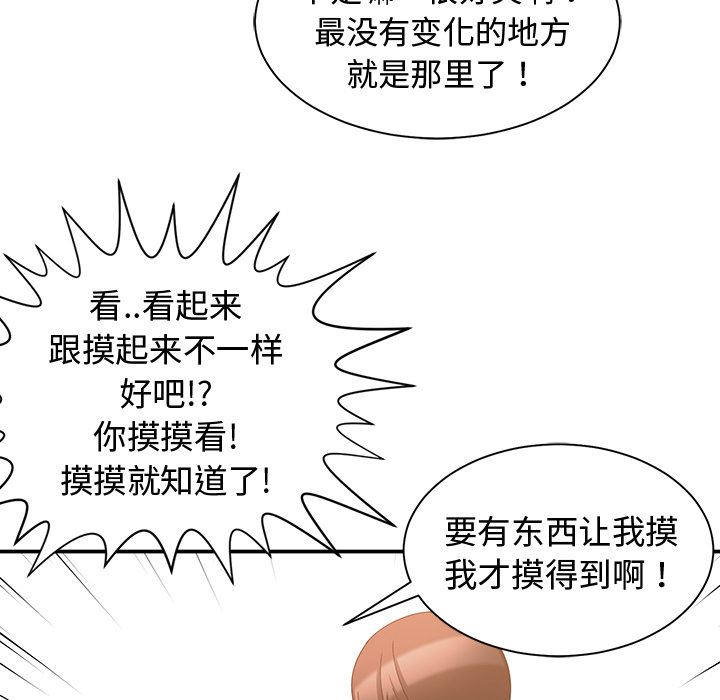 最没有变化的地方
就是那里了！
看..看起来
跟摸起来不一样
好吧!?
你摸摸看!
摸摸就知道了!
要有东西让我摸
我才摸得到啊！